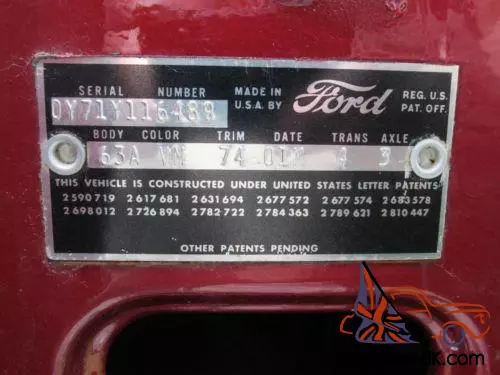 SERIAL NUMBER MADE IN U.S.A. BY Ford REG. U.S. PAT. OFF.
0Y71Y116489
BODY COLOR TRIM DATE TRANS AXLE
63A 74 4 3
THIS VEHICLE IS CONSTRUCTED UNDER UNITED STATES LETTER PATENTS
2590719 2617681 2631694 2677572 2677574 2683578
2698012 2726894 2782722 2784363 2789621 2810447
OTHER PATENTS PENDING